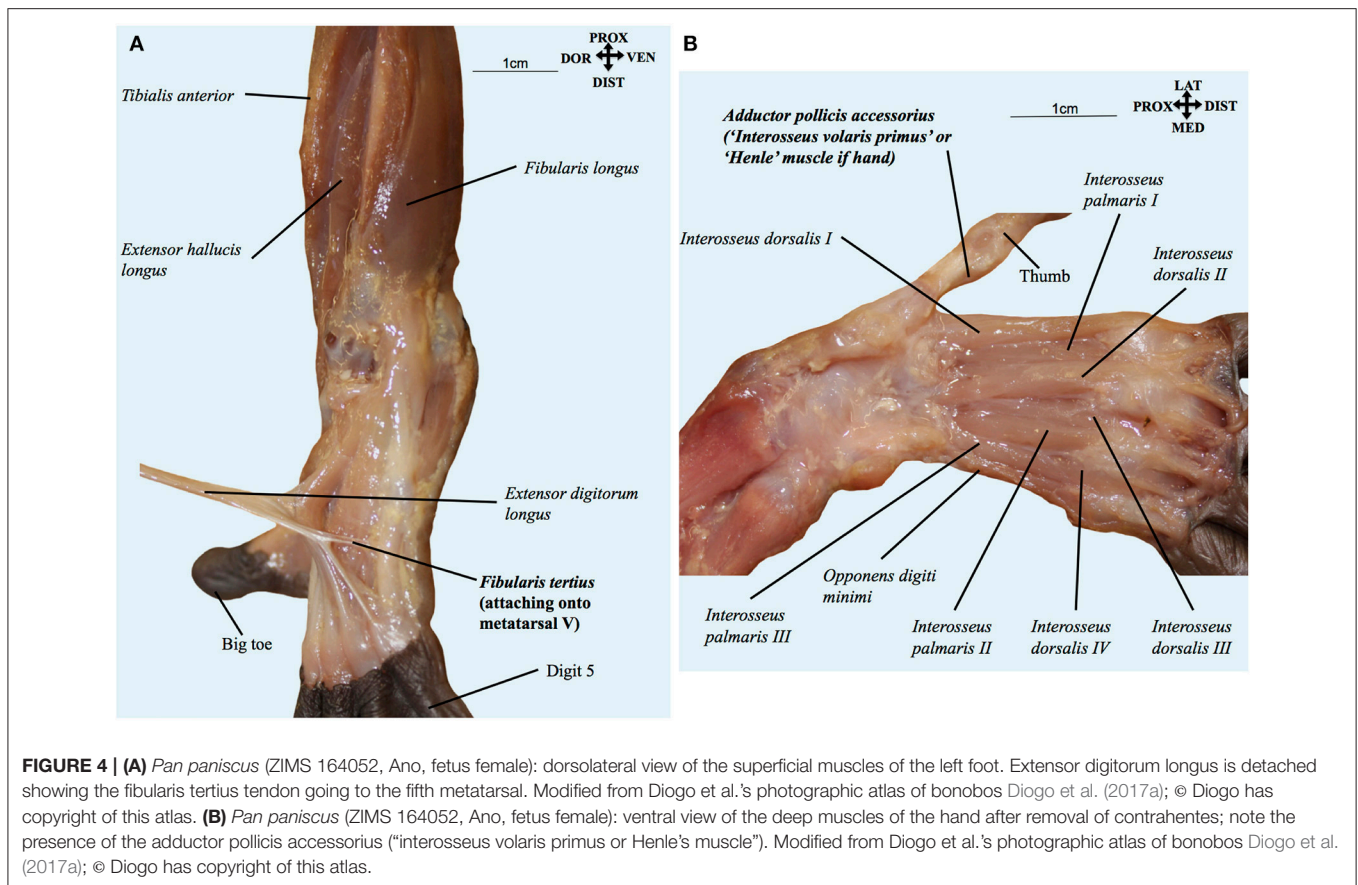 A
PROX
DOR VEN
DIST
1cm
Tibialis anterior
Fibularis longus
Extensor hallucis
longus
Extensor digitorum
longus
Fibularis tertius
(attaching onto
metatarsal V)
Big toe
Digit 5
B
LAT
PROX DIST
MED
1cm
Adductor pollicis accessorius
(‘Interosseus volaris primus’ or
‘Henle’ muscle if hand)
Interosseus
palmaris I
Interosseus dorsalis I
Interosseus
dorsalis II
Thumb
Opponens digiti
minimi
Interosseus
palmaris III
Interosseus
palmaris II
Interosseus
dorsalis IV
Interosseus
dorsalis III
FIGURE 4 | (A) Pan paniscus (ZIMS 164052, Ano, fetus female): dorsolateral view of the superficial muscles of the left foot. Extensor digitorum longus is detached
showing the fibularis tertius tendon going to the fifth metatarsal. Modified from Diogo et al.’s photographic atlas of bonobos Diogo et al. (2017a); © Diogo has
copyright of this atlas. (B) Pan paniscus (ZIMS 164052, Ano, fetus female): ventral view of the deep muscles of the hand after removal of contrahentes; note the
presence of the adductor pollicis accessorius (“interosseus volaris primus or Henle’s muscle”). Modified from Diogo et al.’s photographic atlas of bonobos Diogo et al.
(2017a); © Diogo has copyright of this atlas.